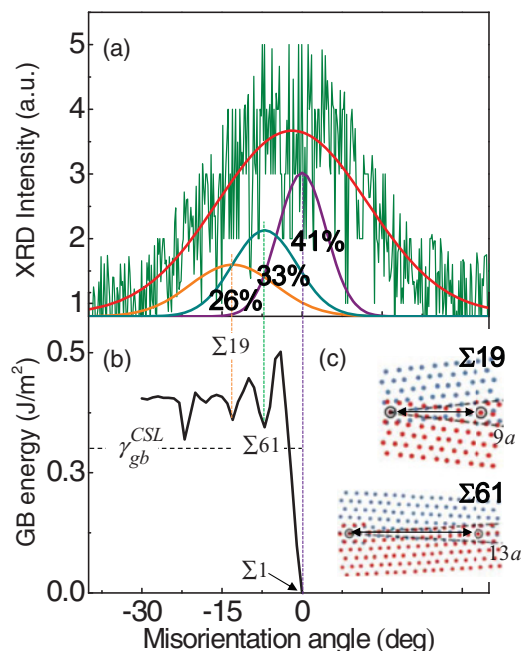 (a)
XRD Intensity (a.u.)
5
4
3
2
1
41%
33%
26%
Σ19
(b)
(c)
GB energy (J/m²)
0.5
0.3
0.0
γ_gb^CSL
Σ61
Σ1
Σ19
9a
Σ61
13a
-30
-15
0
Misorientation angle (deg)